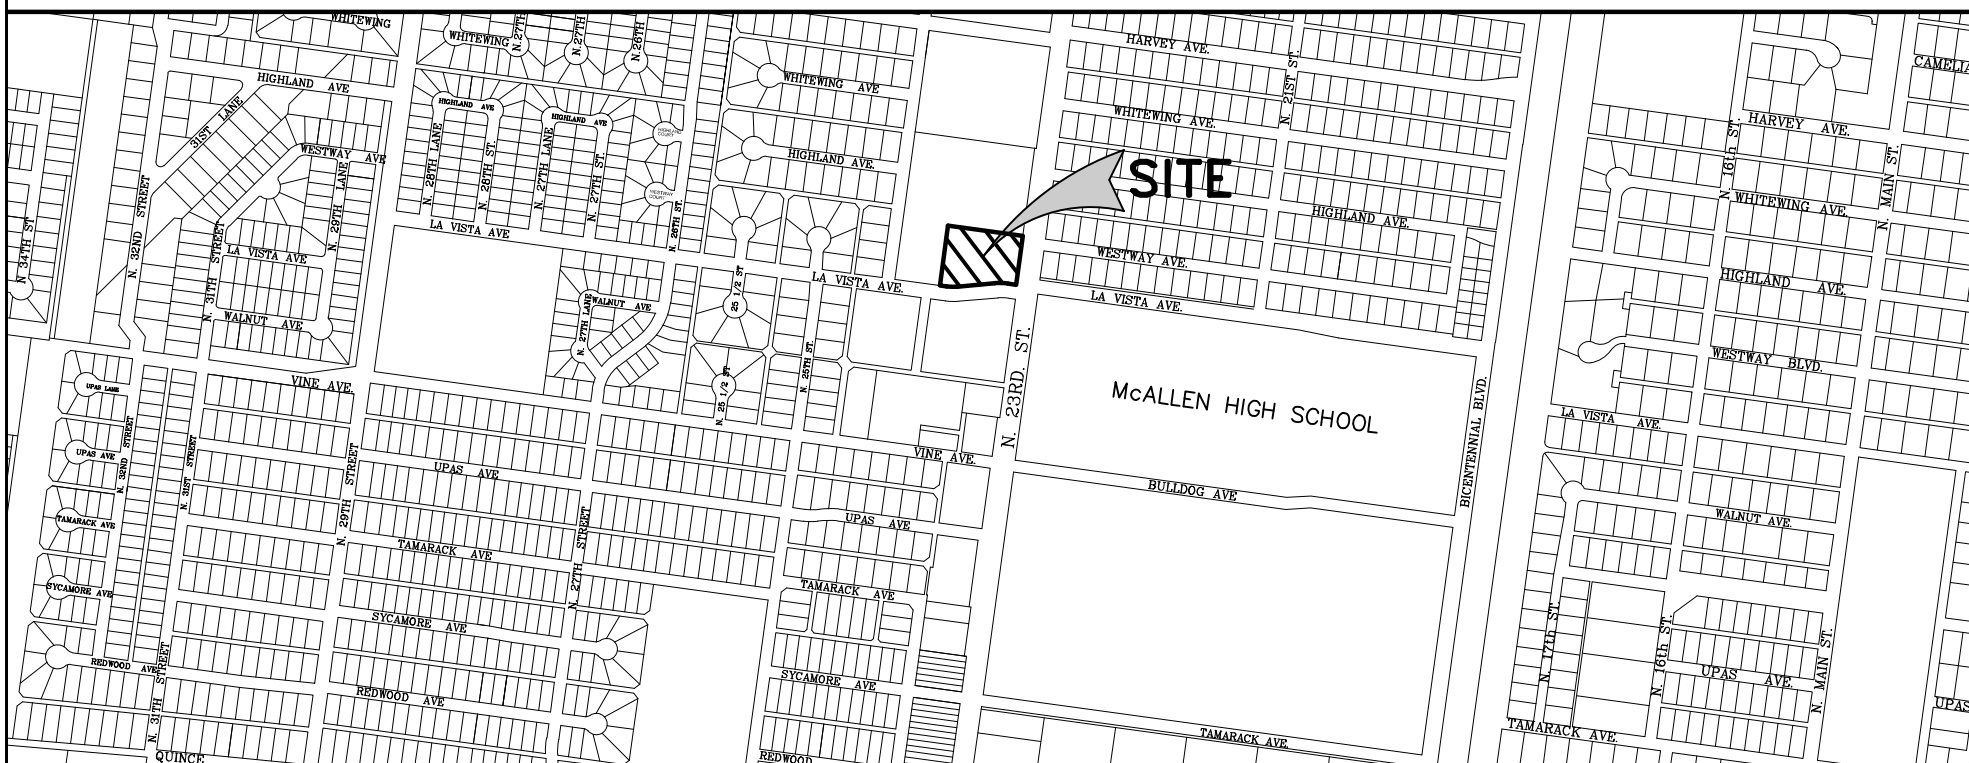 WHITEWING
WHITEWING
N. 27TH
N. 27TH
N. 26TH
HARVEY AVE.
N. 21ST ST.
CAMELIA
HIGHLAND AVE
HIGHLAND AVE
HIGHLAND AVE
WHITEWING AVE
WHITEWING AVE.
HARVEY AVE.
31ST LANE
WESTWAY AVE
N. 28TH LANE
N. 28TH ST.
N. 27TH LANE
N. 27TH ST.
HIGHLAND COURT
HIGHLAND AVE.
SITE
N. 16th ST.
N. MAIN ST.
N. 34TH ST
N. 32ND STREET
N. 31TH STREET
N. 29TH LANE
LA VISTA AVE
LA VISTA AVE
WESTWAY COURT
N. 26TH ST.
HIGHLAND AVE.
WHITEWING AVE.
WESTWAY AVE.
LA VISTA AVE.
LA VISTA AVE.
HIGHLAND AVE.
WALNUT AVE
WALNUT AVE
N. 27TH LANE
25 1/2 ST
N. 25TH ST.
N. 23RD. ST.
WESTWAY BLVD.
UPAS LANE
VINE AVE.
N. 25 1/2 ST
McALLEN HIGH SCHOOL
BICENTENNIAL BLVD.
LA VISTA AVE.
UPAS AVE
N. 32ND STREET
N. 31ST STREET
N. 29TH STREET
UPAS AVE
VINE AVE.
BULLDOG AVE
WALNUT AVE.
TAMARACK AVE
TAMARACK AVE
N. 27TH STREET
UPAS AVE
SYCAMORE AVE
SYCAMORE AVE
TAMARACK AVE
N. 17th ST.
N. 16th ST.
N. MAIN ST.
REDWOOD AVE
N. 31TH STREET
REDWOOD AVE
SYCAMORE AVE
UPAS AVE.
UPAS
TAMARACK AVE.
TAMARACK AVE.
QUINCE
REDWOOD